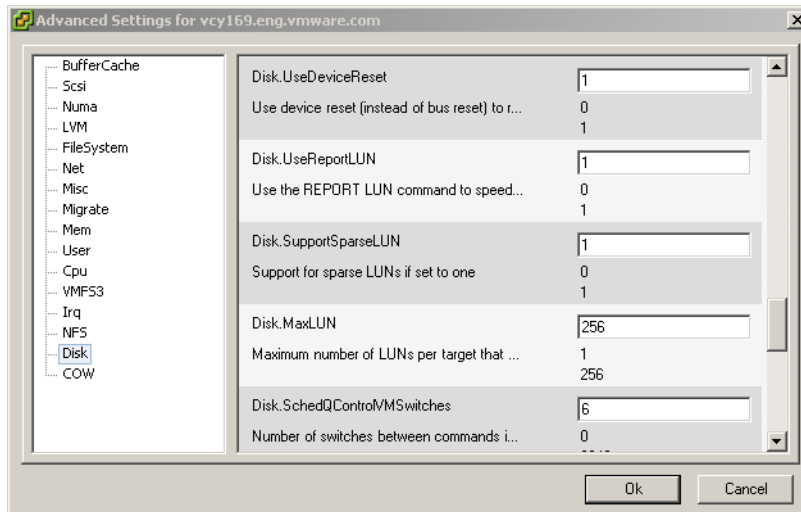 Advanced Settings for vcy169.eng.vmware.com
BufferCache
Scsi
Numa
LVM
FileSystem
Net
Misc
Migrate
Mem
User
Cpu
VMFS3
Irq
NFS
Disk
COW
Disk.UseDeviceReset
1
Use device reset (instead of bus reset) to r...
0
1
Disk.UseReportLUN
1
Use the REPORT LUN command to speed...
0
1
Disk.SupportSparseLUN
1
Support for sparse LUNs if set to one
0
1
Disk.MaxLUN
256
Maximum number of LUNs per target that ...
1
256
Disk.SchedQControlVMSwitches
6
Number of switches between commands i...
0
Ok
Cancel